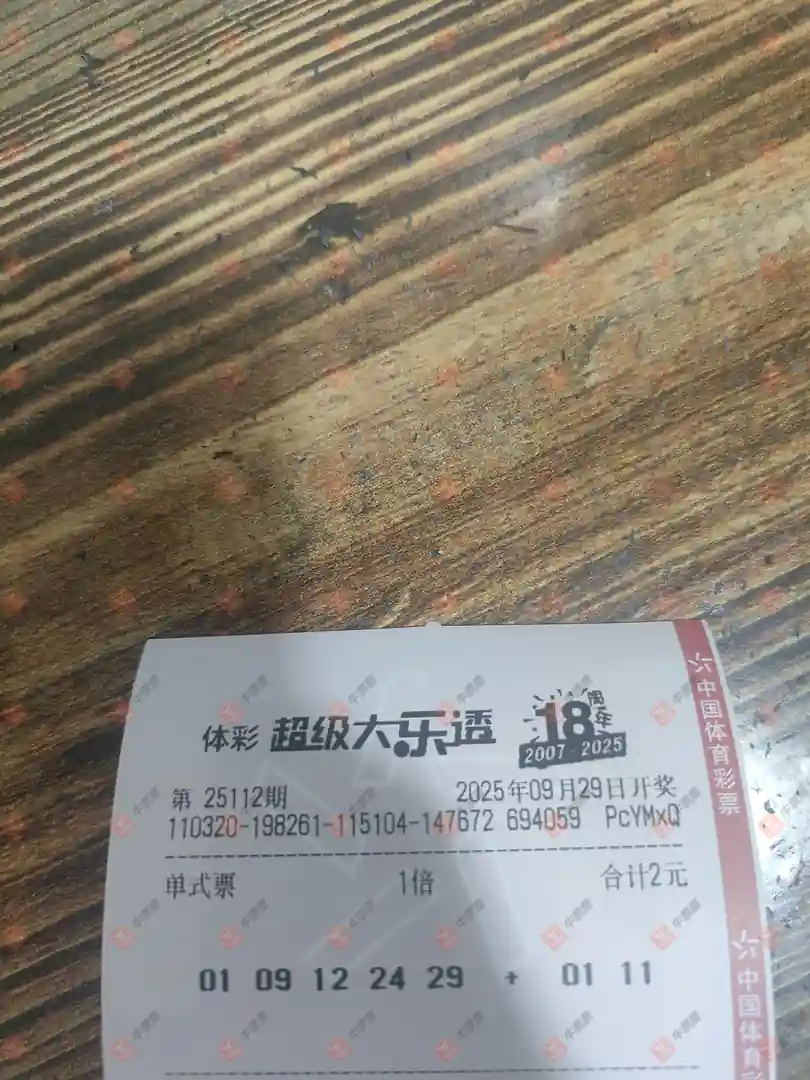 体彩 超级大乐透 18周年
2007-2025
第 25112期 2025年09月29日开奖
110320-198261-115104-147672 694059 PcYMxQ
单式票 1倍 合计2元
01 09 12 24 29 + 01 11
中国体育彩票
中国体育彩